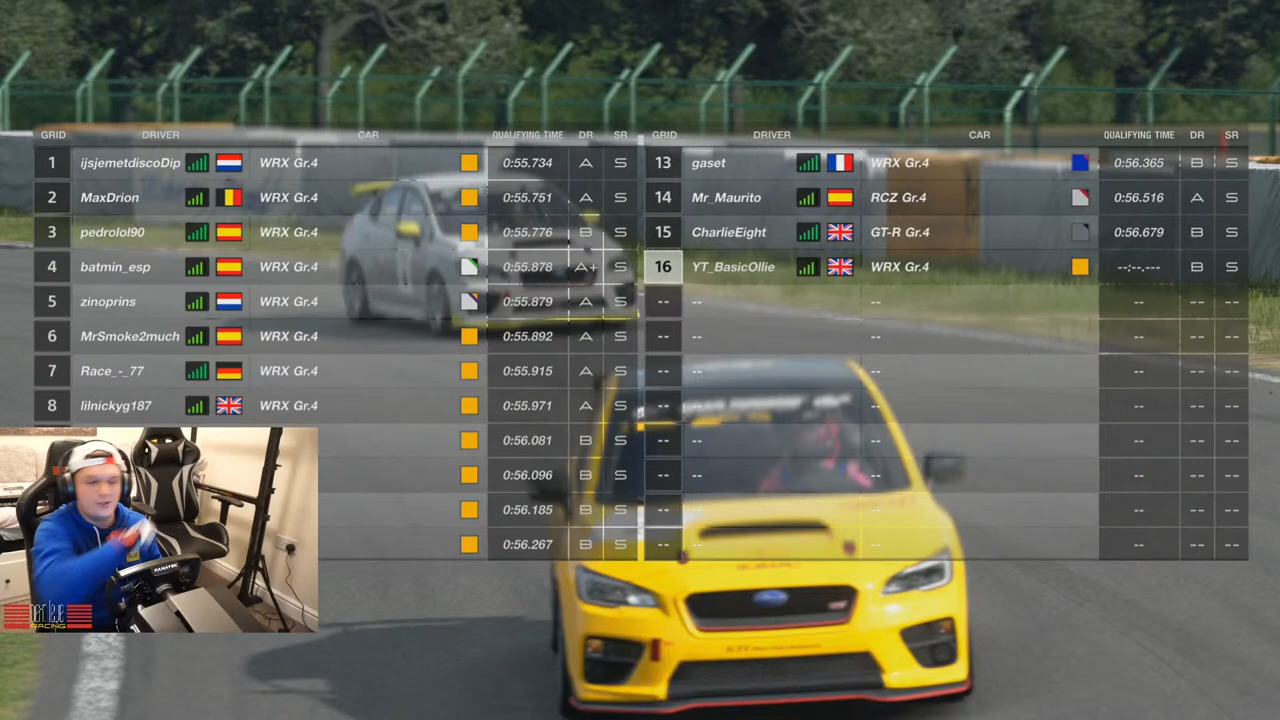 GRID DRIVER CAR QUALIFYING TIME DR SR
1 ijsjemetdiscoDip WRX Gr.4 0:55.734 A S
2 MaxDrion WRX Gr.4 0:55.751 A S
3 pedrolol90 WRX Gr.4 0:55.776 B S
4 batmin_esp WRX Gr.4 0:55.878 A+ S
5 zinoprins WRX Gr.4 0:55.879 A S
6 MrSmoke2much WRX Gr.4 0:55.892 A S
7 Race_-_77 WRX Gr.4 0:55.915 A S
8 lilnickyg187 WRX Gr.4 0:55.971 A S
0:56.081 B S
0:56.096 B S
0:56.185 B S
0:56.267 B S
GRID DRIVER CAR QUALIFYING TIME DR SR
13 gaset WRX Gr.4 0:56.365 B S
14 Mr_Maurito RCZ Gr.4 0:56.516 A S
15 CharlieEight GT-R Gr.4 0:56.679 B S
16 YT_BasicOllie WRX Gr.4 --:--.--- B S
-- -- -- -- -- --
-- -- -- -- -- --
-- -- -- -- -- --
-- -- -- -- -- --
-- -- -- -- -- --
-- -- -- -- -- --
-- -- -- -- -- --
-- -- -- -- -- --
FANATEC
RACING